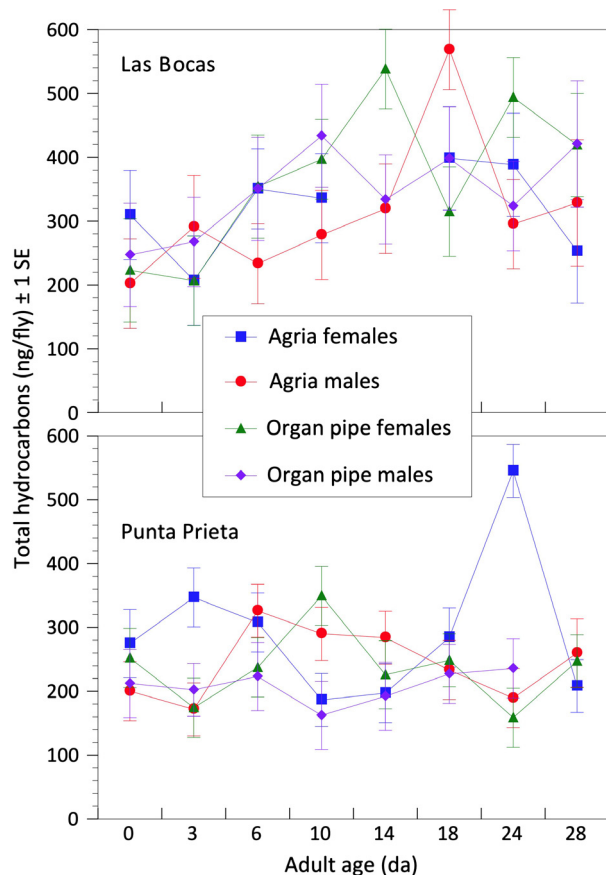 Total hydrocarbons (ng/fly) ± 1 SE
600
Las Bocas
500
400
300
200
100
0
Agria females
Agria males
Organ pipe females
Organ pipe males
600
500
Punta Prieta
400
300
200
100
0
0 3 6 10 14 18 24 28
Adult age (da)